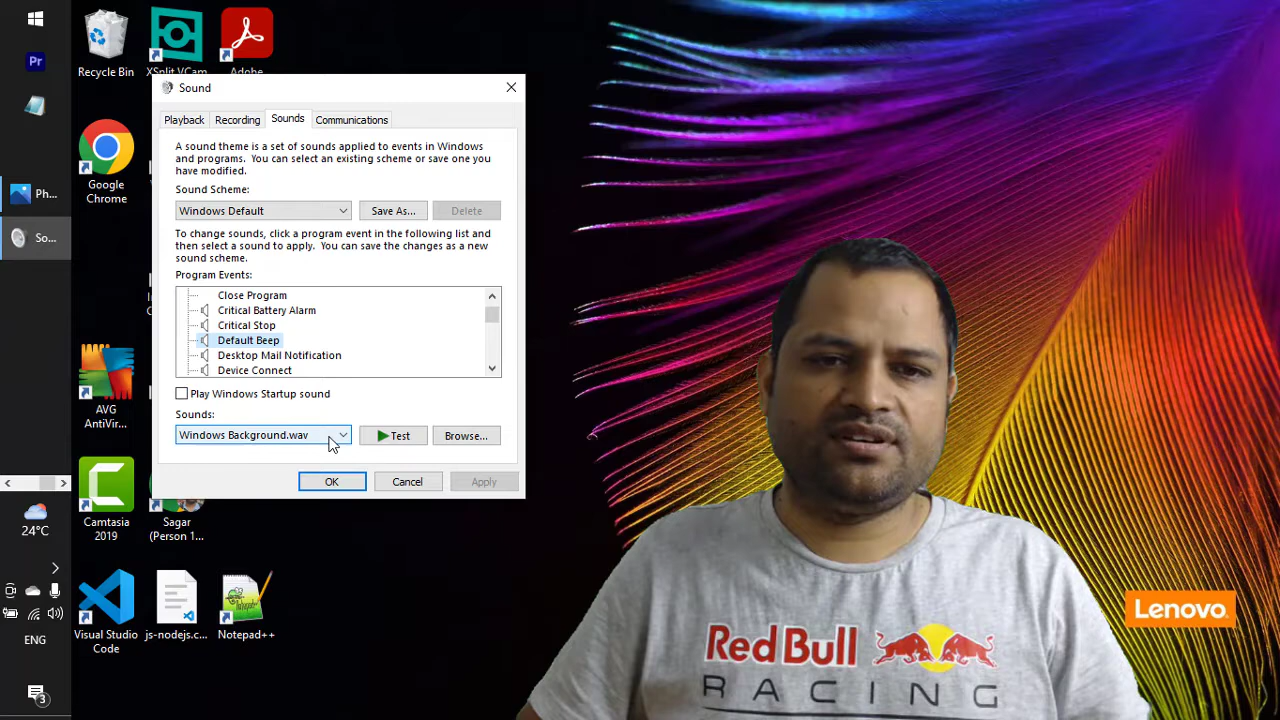 Recycle Bin
XSplit VCam
Adobe
Pr
Google
Chrome
Ph...
So...
AVG
AntiVir...
Camtasia
2019
Sagar
(Person 1...
24°C
ENG
3
Visual Studio
Code
js-nodejs.c...
Notepad++
Sound
Playback
Recording
Sounds
Communications
A sound theme is a set of sounds applied to events in Windows
and programs. You can select an existing scheme or save one you
have modified.
Sound Scheme:
Windows Default
Save As...
Delete
To change sounds, click a program event in the following list and
then select a sound to apply. You can save the changes as a new
sound scheme.
Program Events:
Close Program
Critical Battery Alarm
Critical Stop
Default Beep
Desktop Mail Notification
Device Connect
Play Windows Startup sound
Sounds:
Windows Background.wav
Test
Browse...
OK
Cancel
Apply
Lenovo
Red Bull
RACING